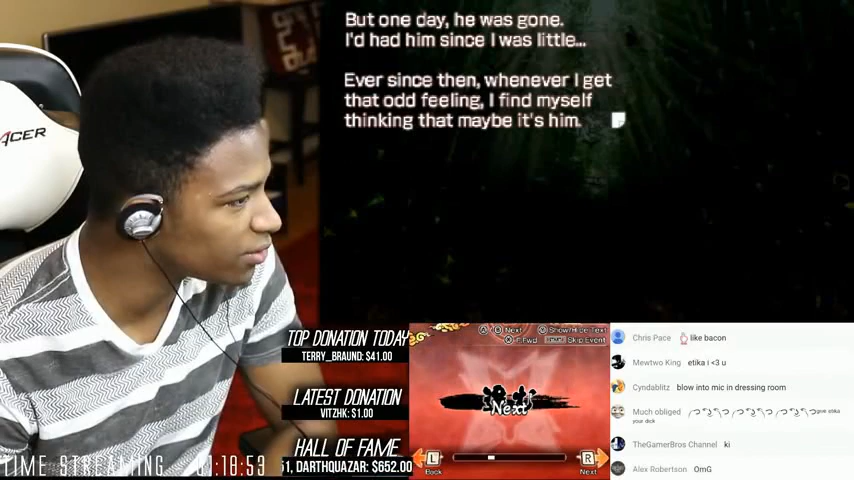 But one day, he was gone.
I'd had him since I was little...
Ever since then, whenever I get
that odd feeling, I find myself
thinking that maybe it's him.
ACER
TOP DONATION TODAY
TERRY_BRAUND: $41.00
LATEST DONATION
VITZHK: $1.00
HALL OF FAME
51, DARTHQUAZAR: $652.00
TIME STREAMING 01:18:53
Next
Show/Hide Text
F.Fwd
Skip Event
Next
L
Back
R
Next
Chris Pace like bacon
Mewtwo King etika i <3 u
Cyndablitz blow into mic in dressing room
Much obliged
your dick
TheGamerBros Channel ki
Alex Robertson OmG